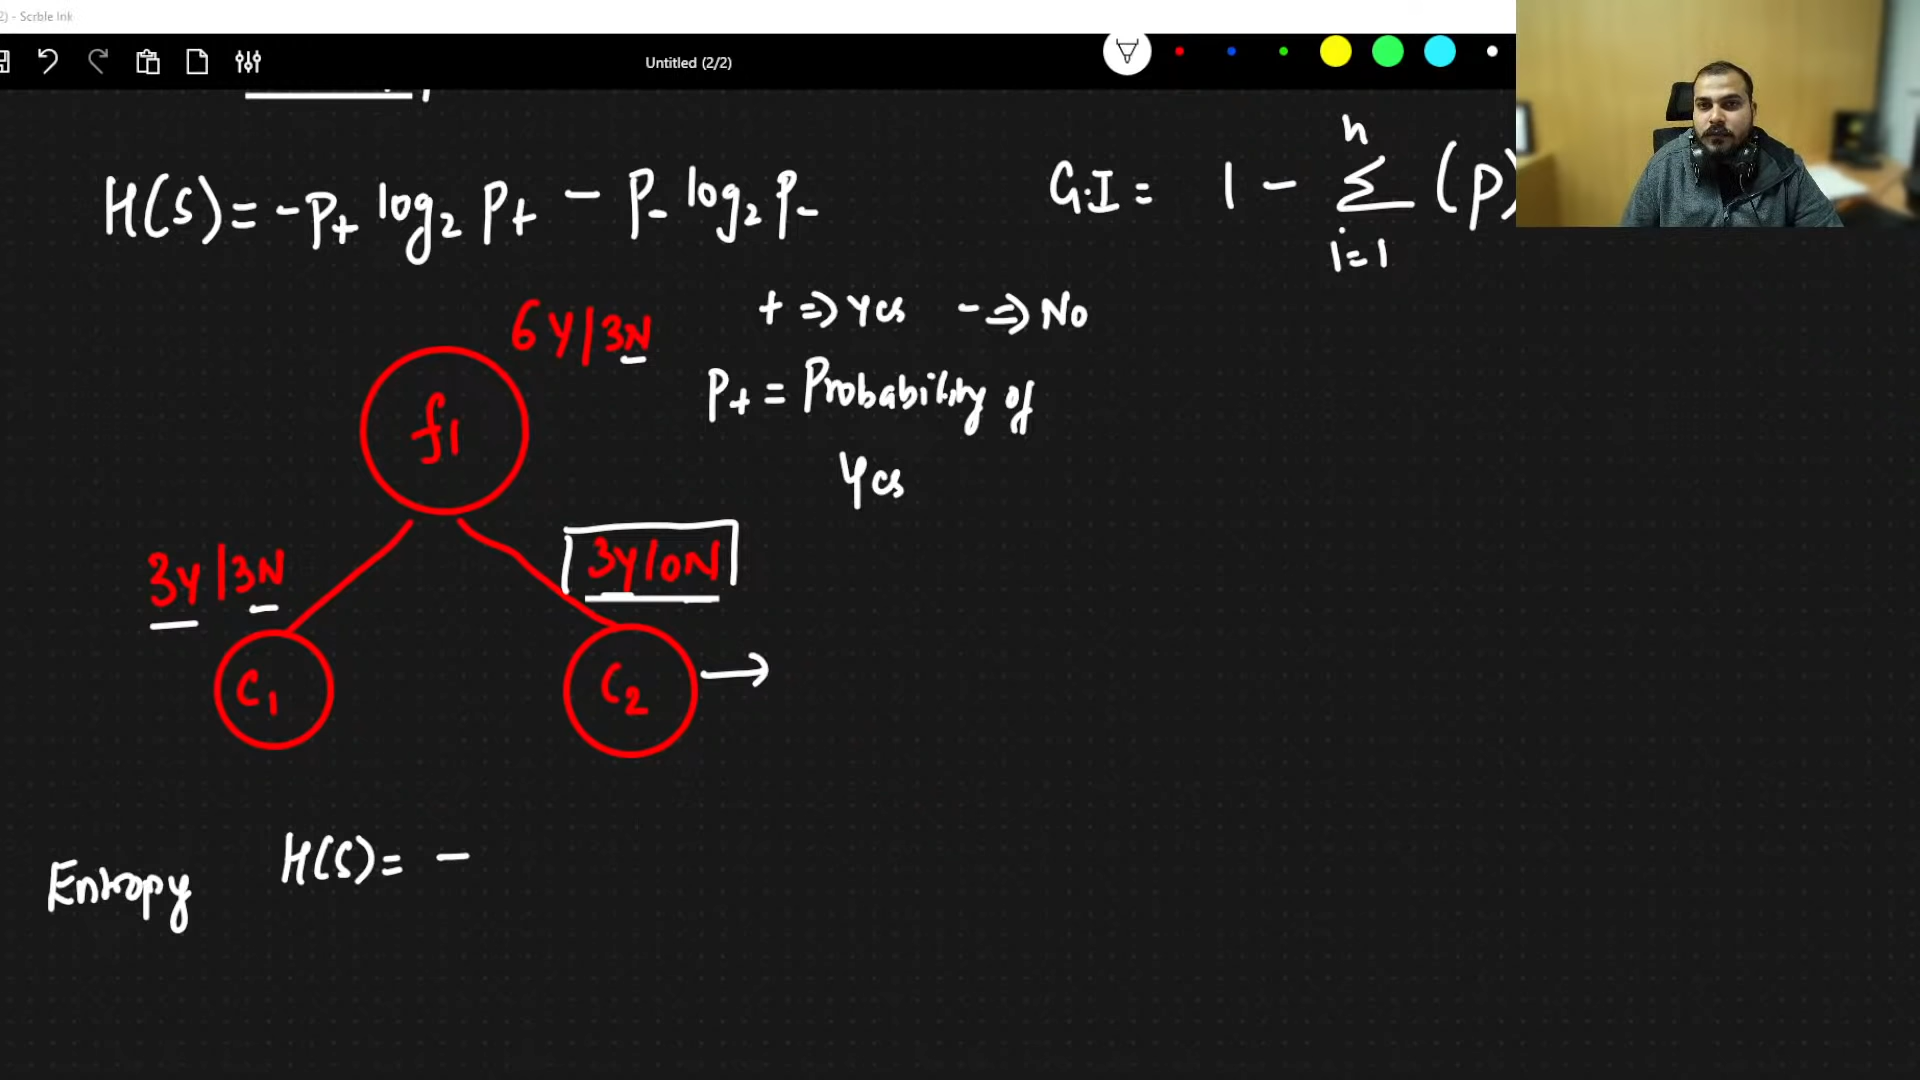 2) - Scrble Ink
Untitled (2/2)
H(S) = -P+ log2 P+ - P- log2 P-
G.I = 1 - Σ (P)
n
i=1
6Y/3N
+ ⇒ Yes - ⇒ No
f1
P+ = Probability of
Yes
3Y/3N
3Y/0N
C1
C2 →
Entropy H(S) = -